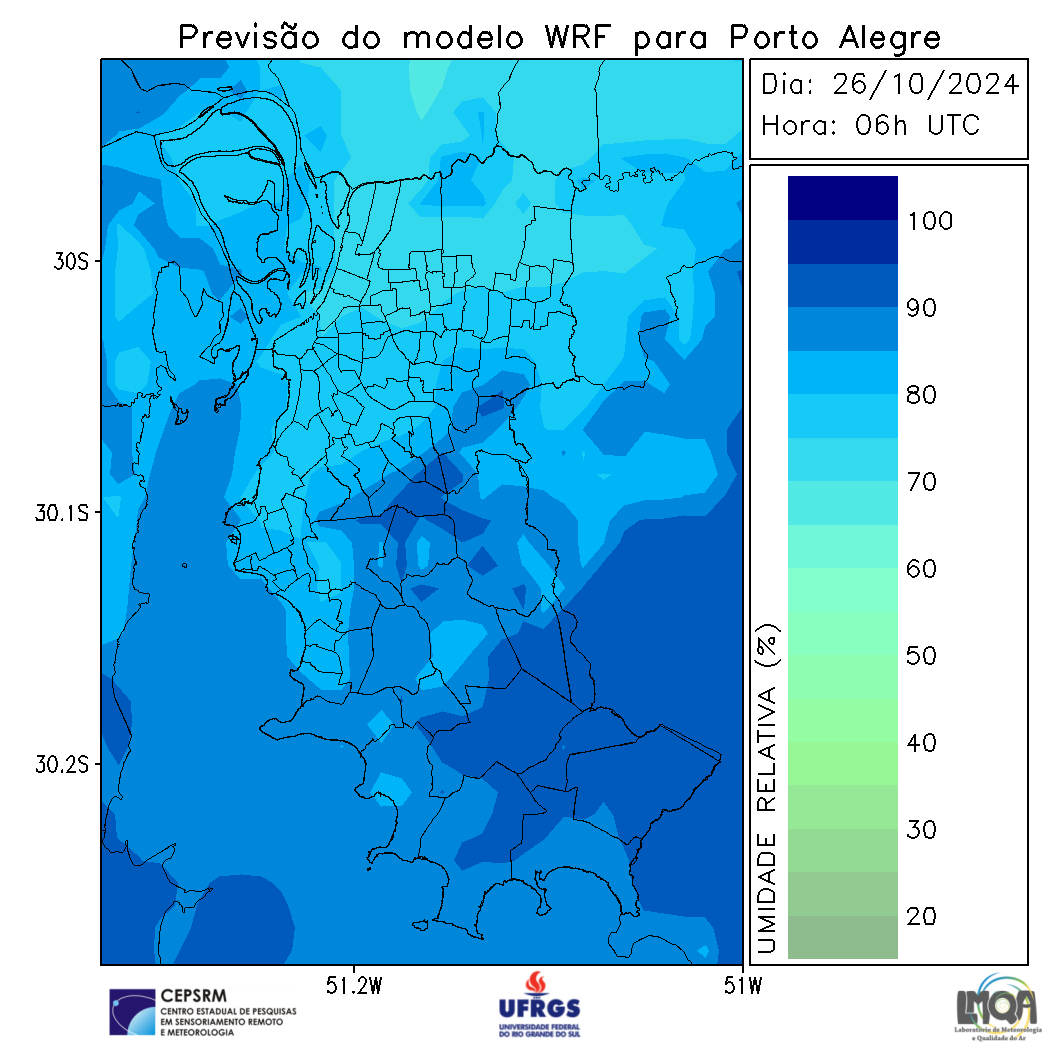 Previsão do modelo WRF para Porto Alegre
Dia: 26/10/2024
Hora: 06h UTC
30S
30.1S
30.2S
51.2W
51W
100
90
80
70
60
50
40
30
20
UMIDADE RELATIVA (%)
CEPSRM
CENTRO ESTADUAL DE PESQUISAS
EM SENSORIAMENTO REMOTO
E METEOROLOGIA
UFRGS
UNIVERSIDADE FEDERAL
DO RIO GRANDE DO SUL
LMQA
Laboratório de Meteorologia
e Qualidade do Ar